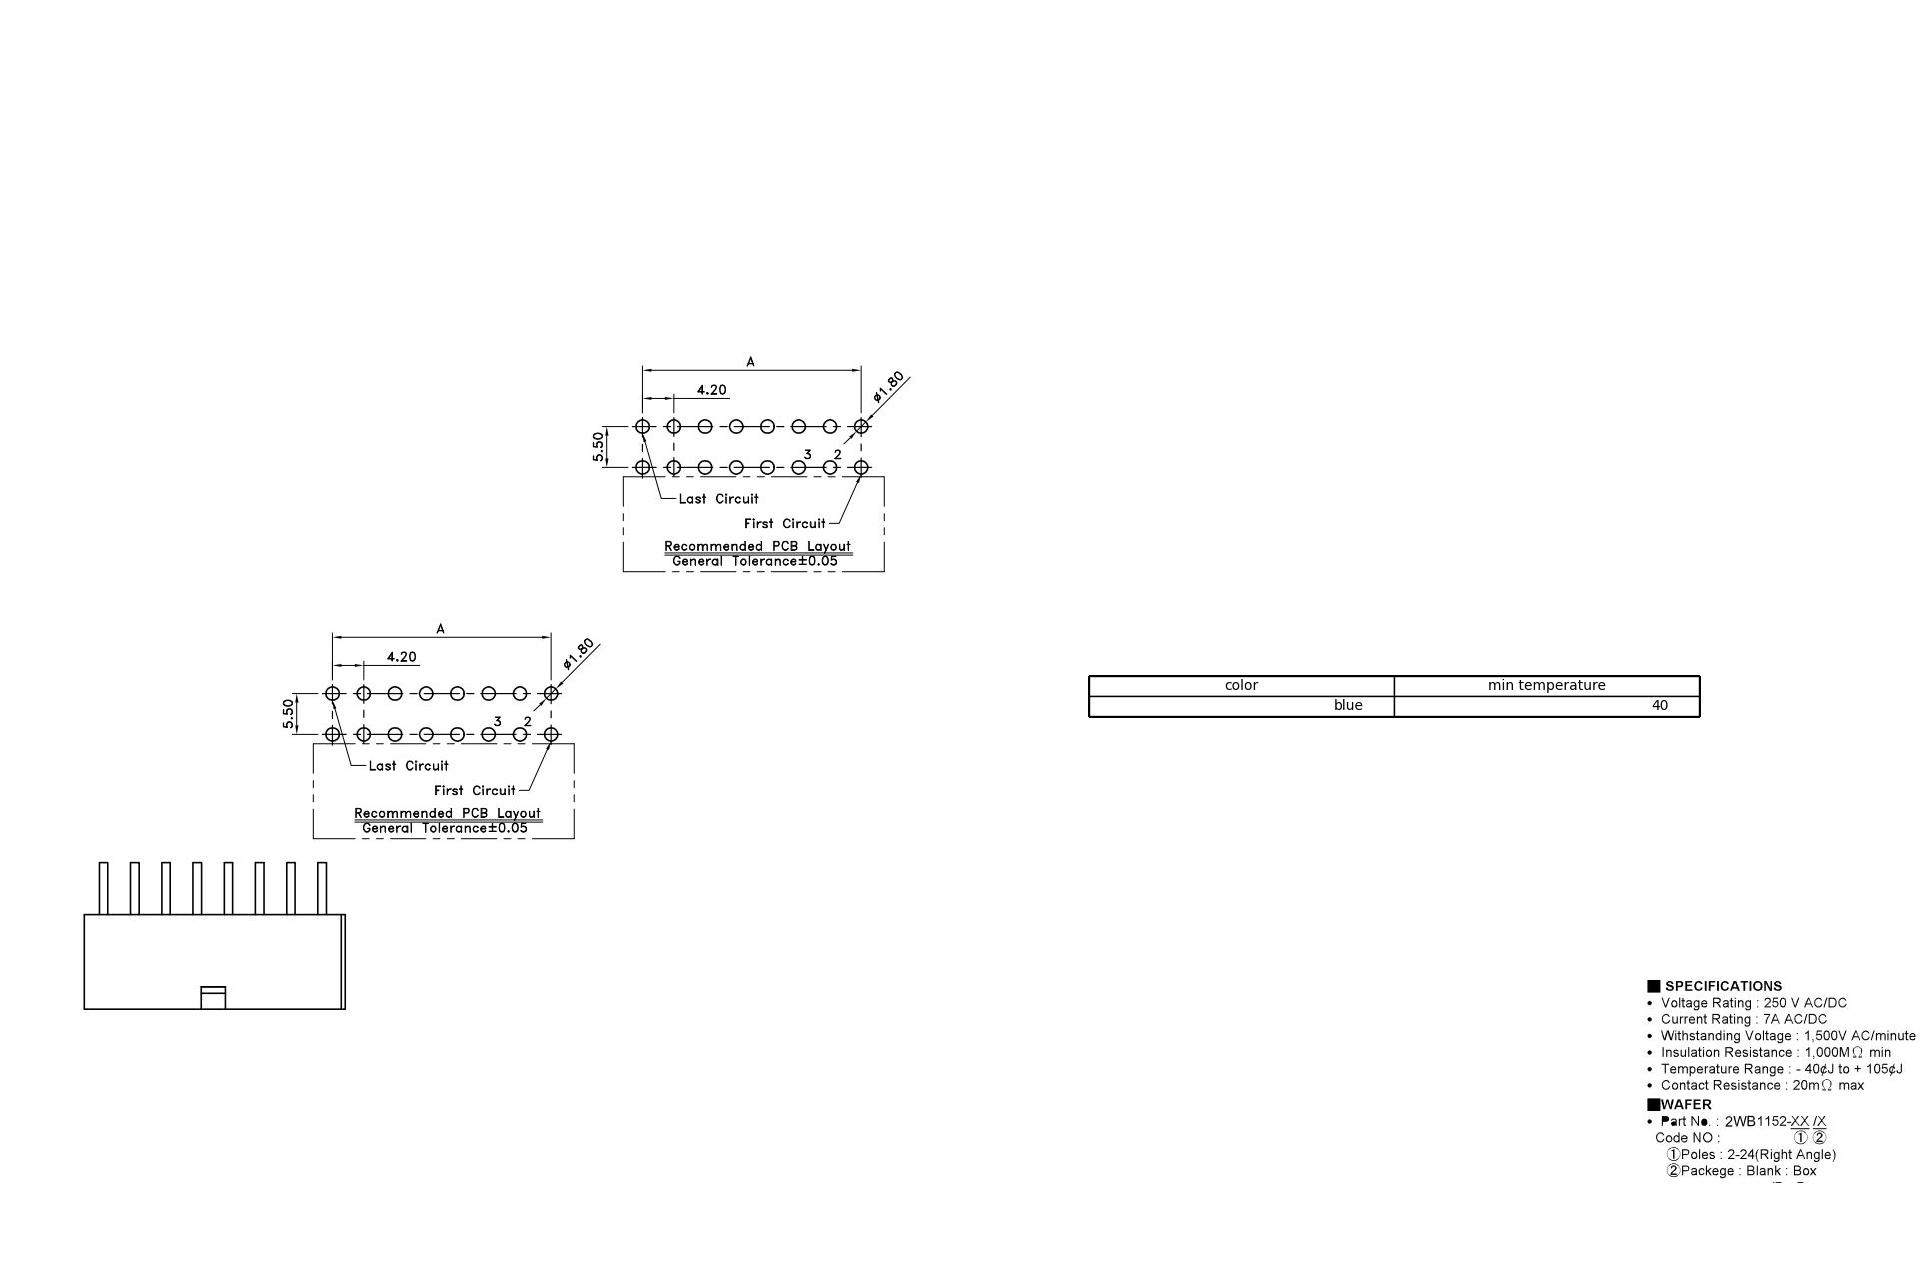 A
4.20
ø1.80
5.50
3 2
Last Circuit
First Circuit
Recommended PCB Layout
General Tolerance±0.05
A
4.20
ø1.80
5.50
3 2
Last Circuit
First Circuit
Recommended PCB Layout
General Tolerance±0.05
color min temperature
blue 40
■ SPECIFICATIONS
• Voltage Rating : 250 V AC/DC
• Current Rating : 7A AC/DC
• Withstanding Voltage : 1,500V AC/minute
• Insulation Resistance : 1,000MΩ min
• Temperature Range : - 40¢J to + 105¢J
• Contact Resistance : 20mΩ max
■WAFER
• Part No. : 2WB1152-XX /X
Code NO : ① ②
①Poles : 2-24(Right Angle)
②Packege : Blank : Box